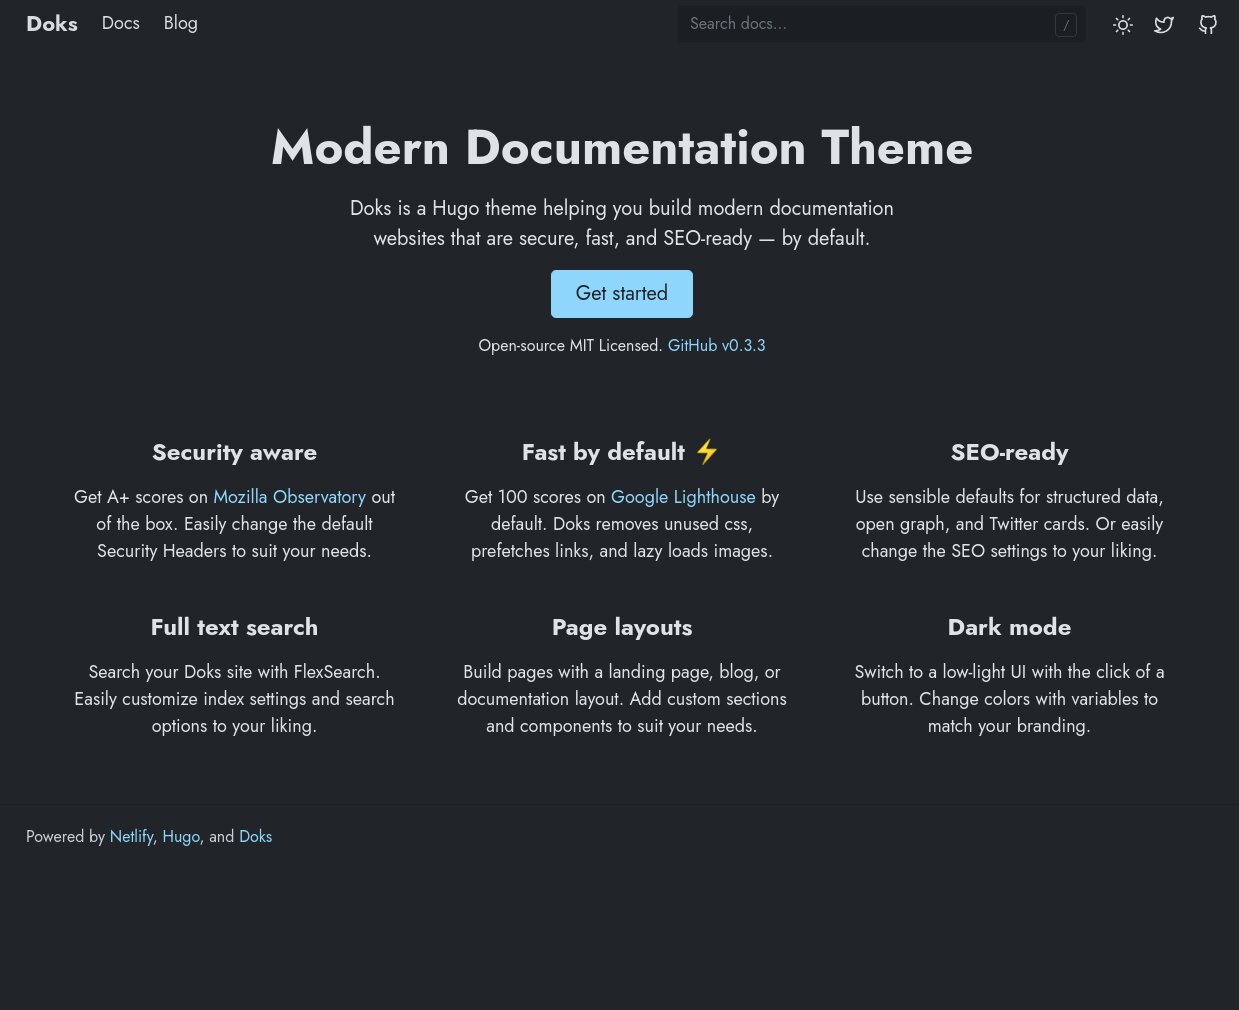 Doks Docs Blog Search docs... /
Modern Documentation Theme
Doks is a Hugo theme helping you build modern documentation
websites that are secure, fast, and SEO-ready — by default.
Get started
Open-source MIT Licensed. GitHub v0.3.3
Security aware
Get A+ scores on Mozilla Observatory out
of the box. Easily change the default
Security Headers to suit your needs.
Fast by default ⚡
Get 100 scores on Google Lighthouse by
default. Doks removes unused css,
prefetches links, and lazy loads images.
SEO-ready
Use sensible defaults for structured data,
open graph, and Twitter cards. Or easily
change the SEO settings to your liking.
Full text search
Search your Doks site with FlexSearch.
Easily customize index settings and search
options to your liking.
Page layouts
Build pages with a landing page, blog, or
documentation layout. Add custom sections
and components to suit your needs.
Dark mode
Switch to a low-light UI with the click of a
button. Change colors with variables to
match your branding.
Powered by Netlify, Hugo, and Doks